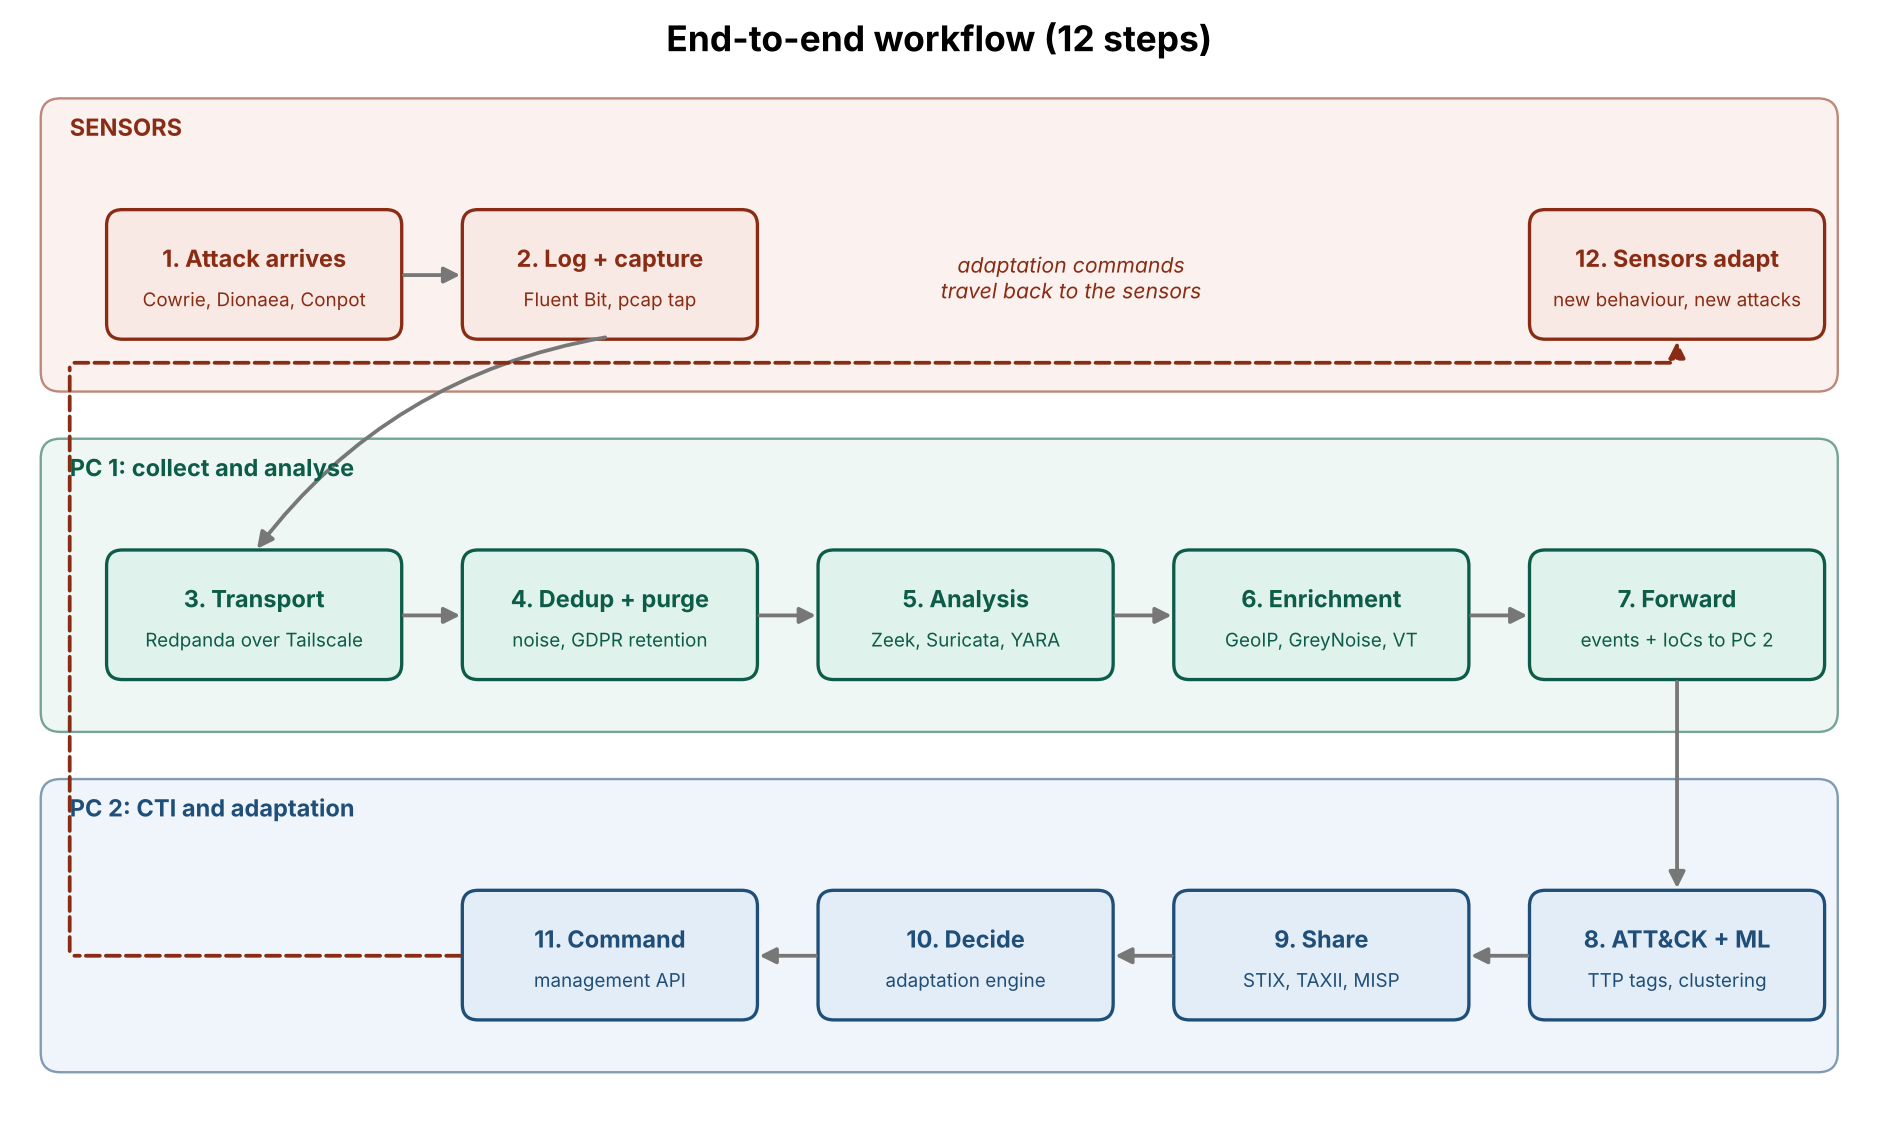 End-to-end workflow (12 steps)
SENSORS
1. Attack arrives
Cowrie, Dionaea, Conpot
2. Log + capture
Fluent Bit, pcap tap
adaptation commands
travel back to the sensors
12. Sensors adapt
new behaviour, new attacks
PC 1: collect and analyse
3. Transport
Redpanda over Tailscale
4. Dedup + purge
noise, GDPR retention
5. Analysis
Zeek, Suricata, YARA
6. Enrichment
GeoIP, GreyNoise, VT
7. Forward
events + IoCs to PC 2
PC 2: CTI and adaptation
11. Command
management API
10. Decide
adaptation engine
9. Share
STIX, TAXII, MISP
8. ATT&CK + ML
TTP tags, clustering